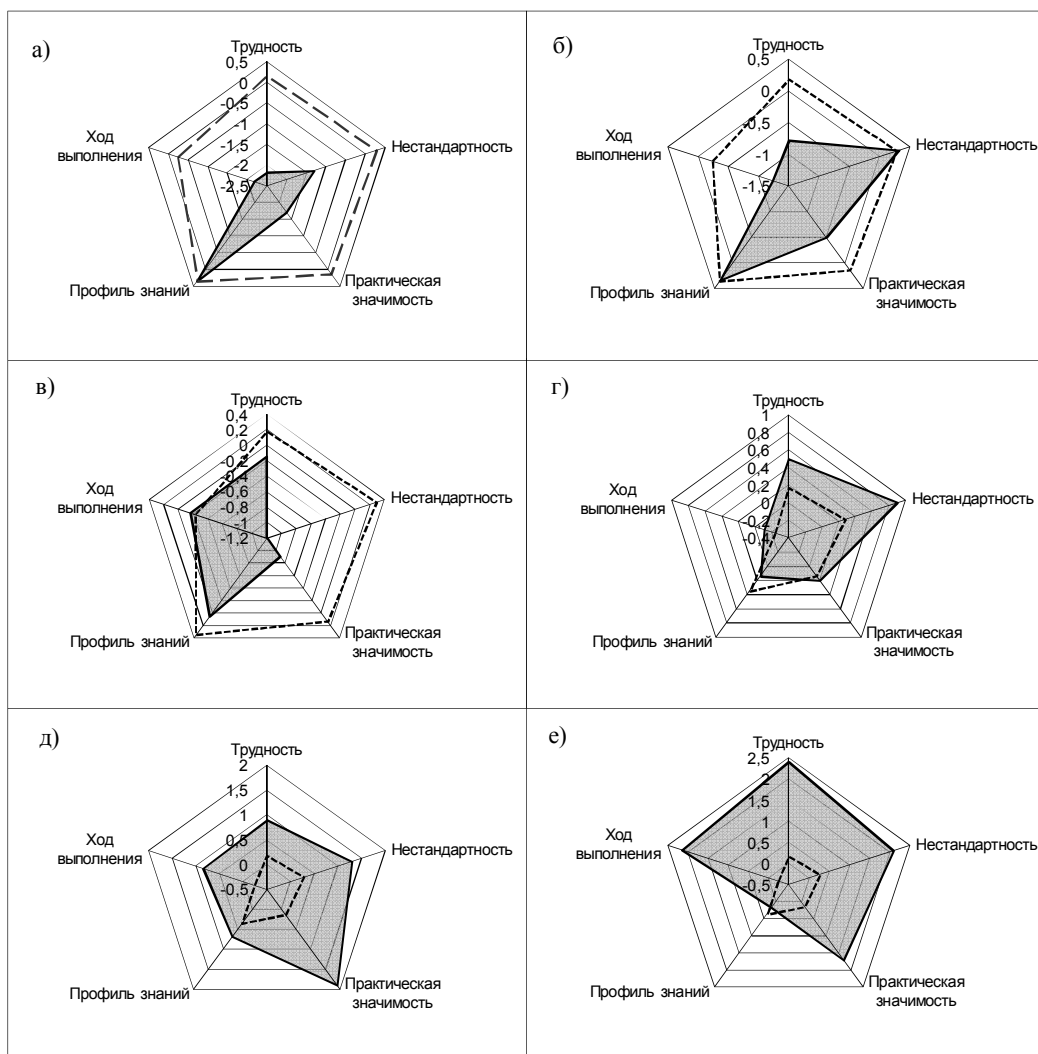 а)
Трудность
0,5
0
-0,5
-1
-1,5
-2
-2,5
Ход
выполнения
Нестандартность
Профиль знаний
Практическая
значимость
б)
Трудность
0,5
0
-0,5
-1
-1,5
Ход
выполнения
Нестандартность
Профиль знаний
Практическая
значимость
в)
Трудность
0,4
0,2
0
-0,2
-0,4
-0,6
-0,8
-1
-1,2
Ход
выполнения
Нестандартность
Профиль знаний
Практическая
значимость
г)
Трудность
1
0,8
0,6
0,4
0,2
0
-0,2
-0,4
Ход
выполнения
Нестандартность
Профиль знаний
Практическая
значимость
д)
Трудность
2
1,5
1
0,5
0
-0,5
Ход
выполнения
Нестандартность
Профиль знаний
Практическая
значимость
е)
Трудность
2,5
2
1,5
1
0,5
0
-0,5
Ход
выполнения
Нестандартность
Профиль знаний
Практическая
значимость